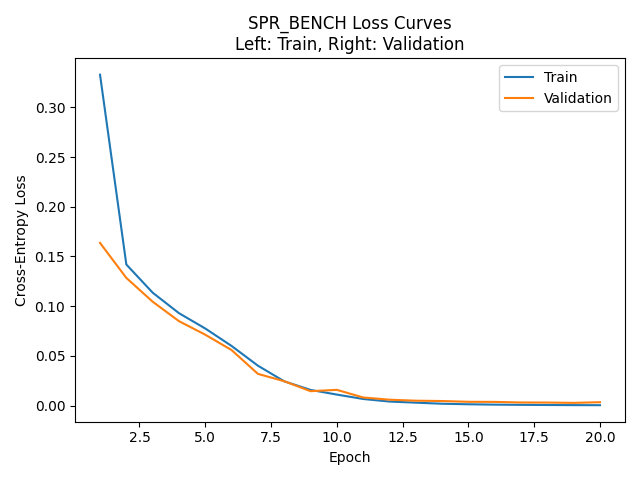 SPR_BENCH Loss Curves
Left: Train, Right: Validation
Train
Validation
Cross-Entropy Loss
0.30
0.25
0.20
0.15
0.10
0.05
0.00
2.5 5.0 7.5 10.0 12.5 15.0 17.5 20.0
Epoch